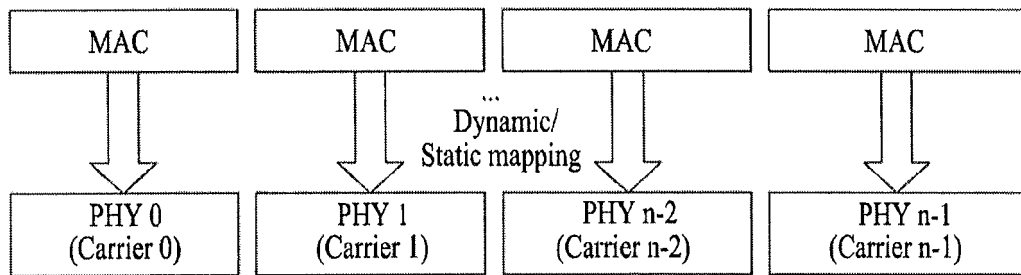 MAC
MAC
MAC
MAC
...
Dynamic/
Static mapping
PHY 0
(Carrier 0)
PHY 1
(Carrier 1)
PHY n-2
(Carrier n-2)
PHY n-1
(Carrier n-1)